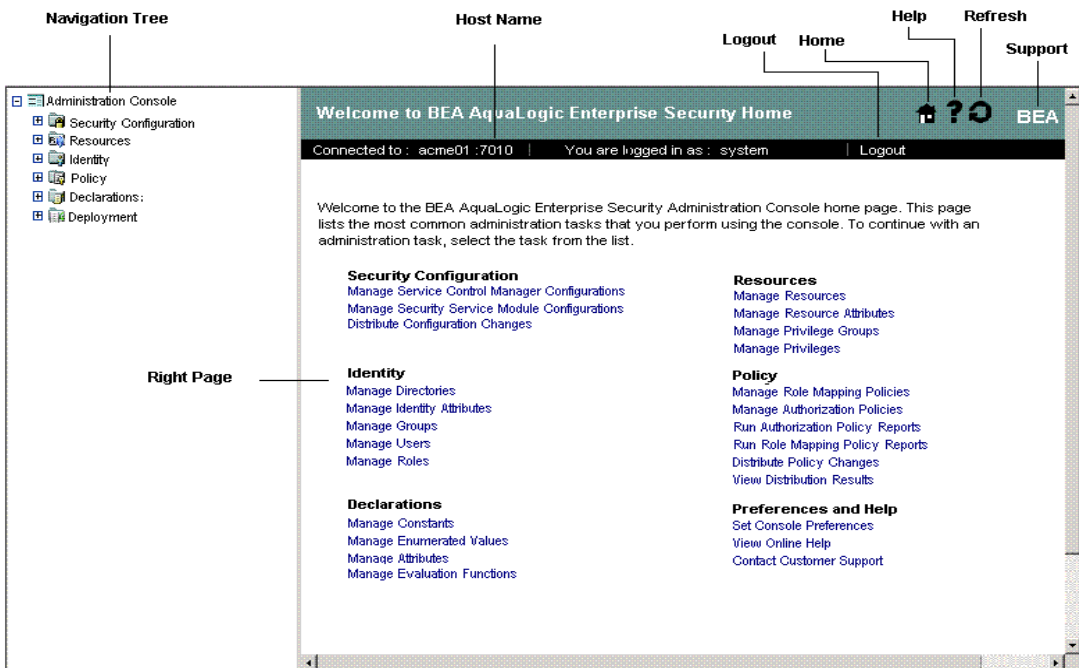 Navigation Tree
Host Name
Help
Refresh
Logout
Home
Support
Administration Console
Security Configuration
Resources
Identity
Policy
Declarations:
Deployment
Welcome to BEA AquaLogic Enterprise Security Home
? BEA
Connected to : acme01 :7010 | You are logged in as : system | Logout
Welcome to the BEA AquaLogic Enterprise Security Administration Console home page. This page
lists the most common administration tasks that you perform using the console. To continue with an
administration task, select the task from the list.
Security Configuration
Manage Service Control Manager Configurations
Manage Security Service Module Configurations
Distribute Configuration Changes
Resources
Manage Resources
Manage Resource Attributes
Manage Privilege Groups
Manage Privileges
Right Page
Identity
Manage Directories
Manage Identity Attributes
Manage Groups
Manage Users
Manage Roles
Policy
Manage Role Mapping Policies
Manage Authorization Policies
Run Authorization Policy Reports
Run Role Mapping Policy Reports
Distribute Policy Changes
View Distribution Results
Declarations
Manage Constants
Manage Enumerated Values
Manage Attributes
Manage Evaluation Functions
Preferences and Help
Set Console Preferences
View Online Help
Contact Customer Support